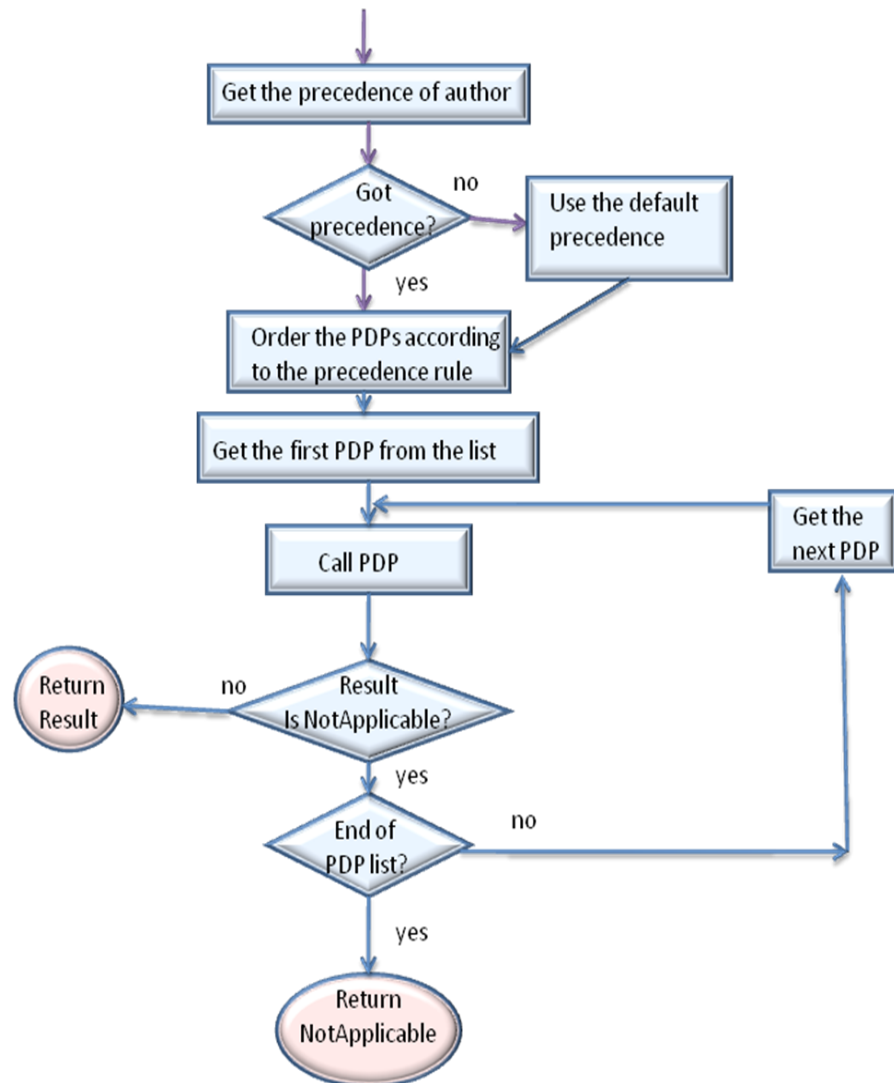 Get the precedence of author
Got
precedence?
no
Use the default
precedence
yes
Order the PDPs according
to the precedence rule
Get the first PDP from the list
Get the
next PDP
Call PDP
Return
Result
no
Result
Is NotApplicable?
yes
End of
PDP list?
no
yes
Return
NotApplicable